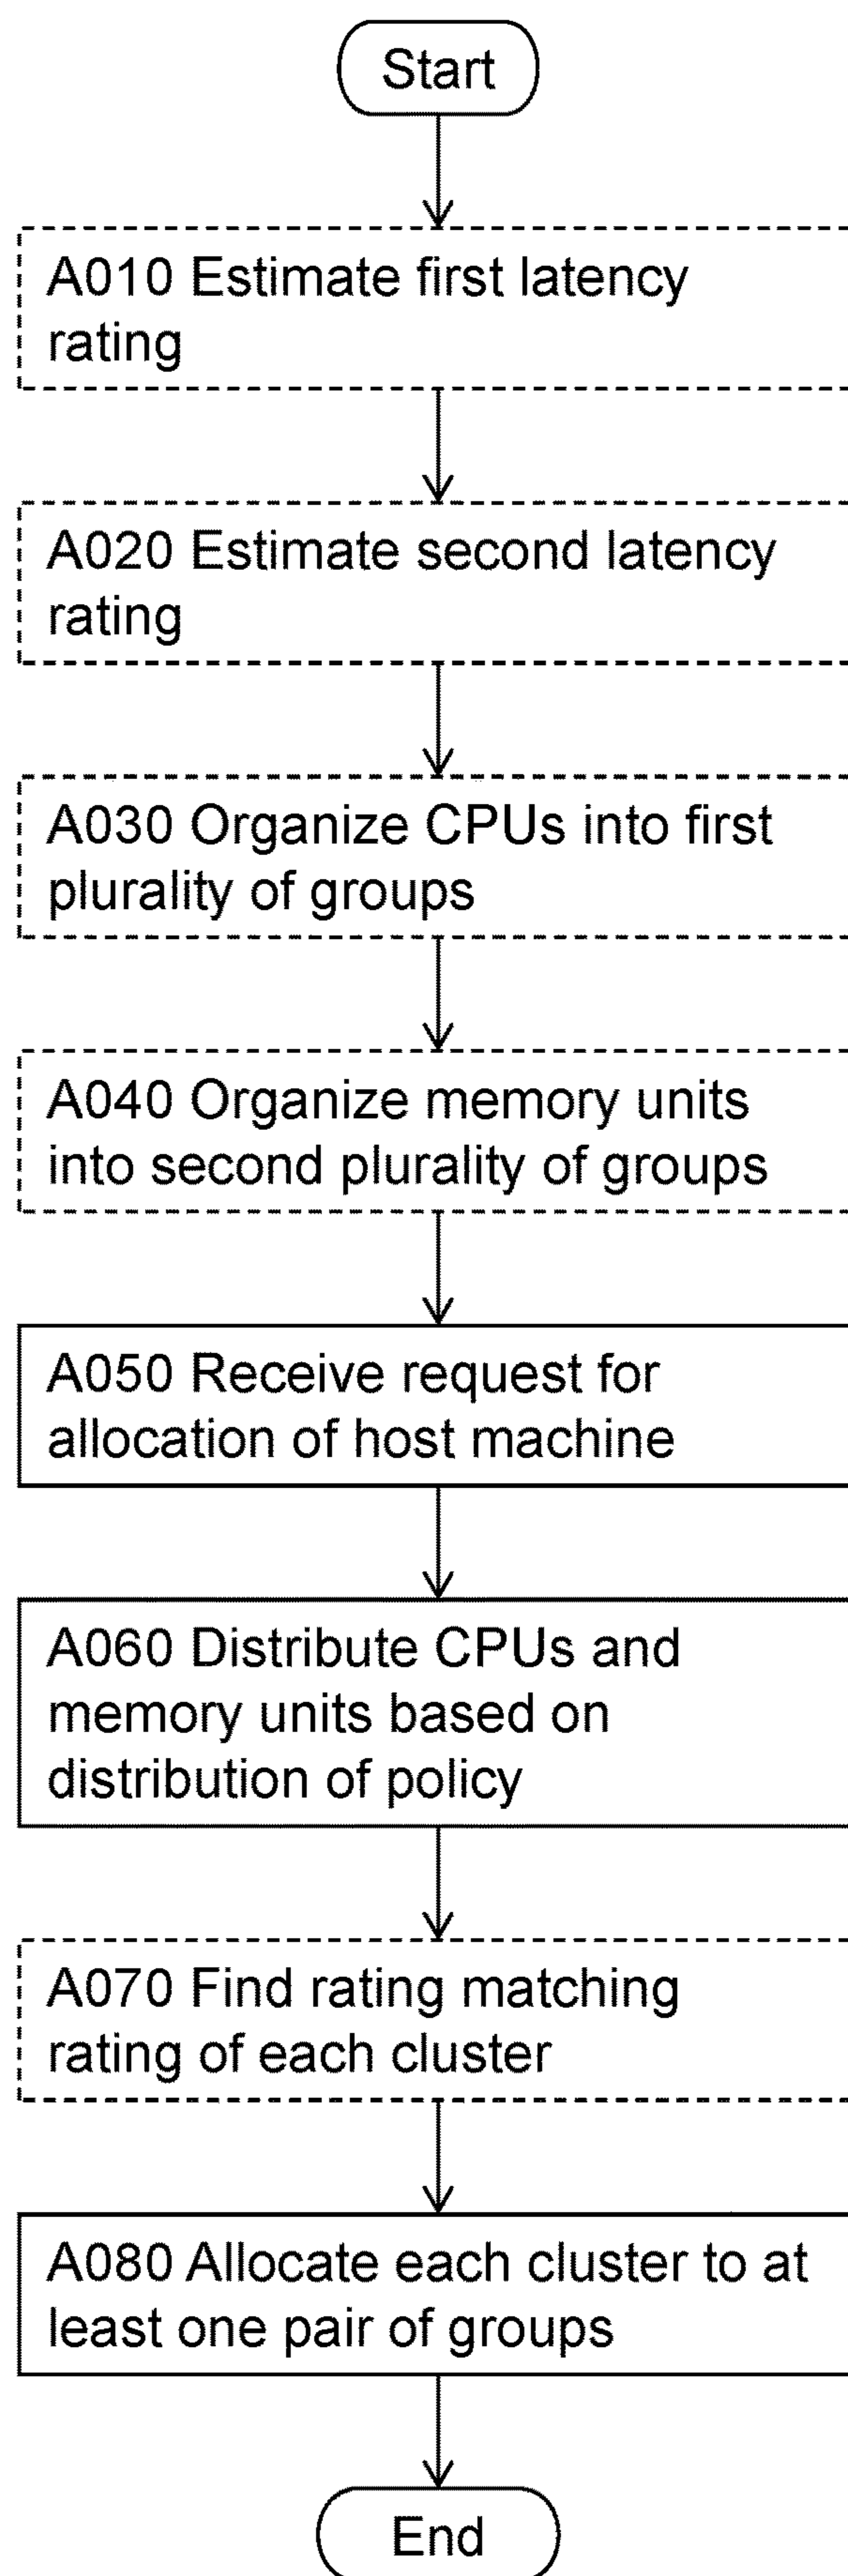 Start
A010 Estimate first latency
rating
A020 Estimate second latency
rating
A030 Organize CPUs into first
plurality of groups
A040 Organize memory units
into second plurality of groups
A050 Receive request for
allocation of host machine
A060 Distribute CPUs and
memory units based on
distribution of policy
A070 Find rating matching
rating of each cluster
A080 Allocate each cluster to at
least one pair of groups
End